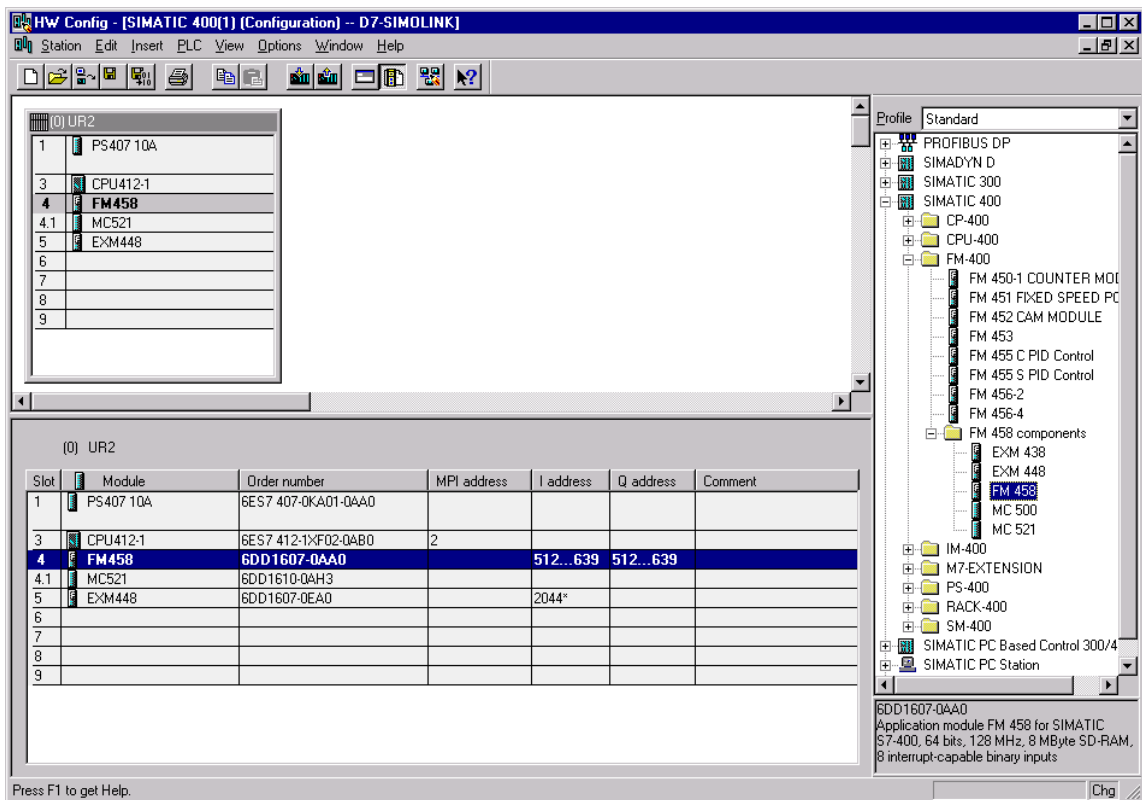 HW Config - [SIMATIC 400(1) (Configuration) -- D7-SIMOLINK]
Station Edit Insert PLC View Options Window Help
(0) UR2
1 PS407 10A
3 CPU412-1
4 FM458
4.1 MC521
5 EXM448
6
7
8
9
Profile Standard
PROFIBUS DP
SIMADYN D
SIMATIC 300
SIMATIC 400
CP-400
CPU-400
FM-400
FM 450-1 COUNTER MOD
FM 451 FIXED SPEED PO
FM 452 CAM MODULE
FM 453
FM 455 C PID Control
FM 455 S PID Control
FM 456-2
FM 456-4
FM 458 components
EXM 438
EXM 448
FM 458
MC 500
MC 521
IM-400
M7-EXTENSION
PS-400
RACK-400
SM-400
SIMATIC PC Based Control 300/4
SIMATIC PC Station
(0) UR2
Slot Module Order number MPI address I address Q address Comment
1 PS407 10A 6ES7 407-0KA01-0AA0
3 CPU412-1 6ES7 412-1XF02-0AB0 2
4 FM458 6DD1607-0AA0 512...639 512...639
4.1 MC521 6DD1610-0AH3
5 EXM448 6DD1607-0EA0 2044*
6
7
8
9
6DD1607-0AA0
Application module FM 458 for SIMATIC
S7-400, 64 bits, 128 MHz, 8 MByte SD-RAM,
8 interrupt-capable binary inputs
Press F1 to get Help.
Chg